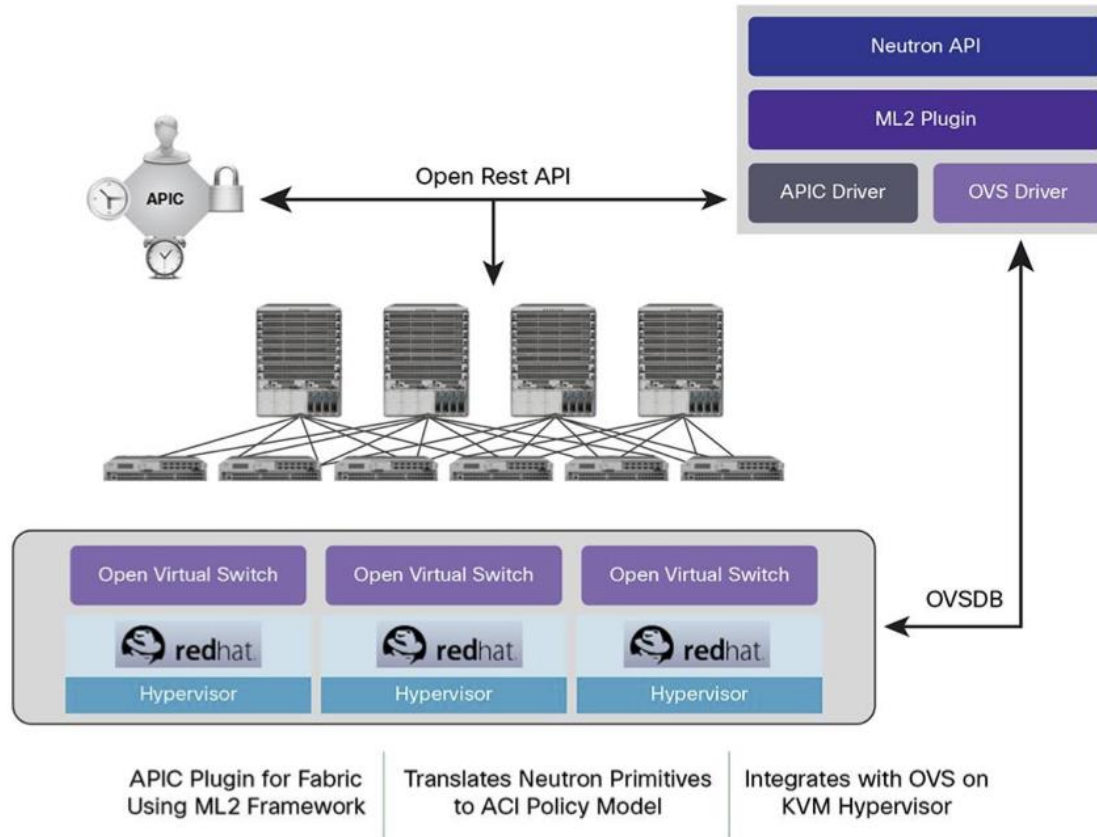 Neutron API
ML2 Plugin
APIC Driver
OVS Driver
Open Rest API
APIC
Open Virtual Switch
Open Virtual Switch
Open Virtual Switch
redhat.
redhat.
redhat.
Hypervisor
Hypervisor
Hypervisor
OVSDB
APIC Plugin for Fabric
Using ML2 Framework
Translates Neutron Primitives
to ACI Policy Model
Integrates with OVS on
KVM Hypervisor